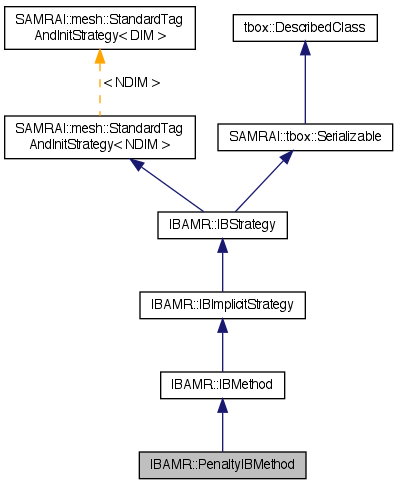 SAMRAI::mesh::StandardTag
AndInitStrategy< DIM >
tbox::DescribedClass
< NDIM >
SAMRAI::mesh::StandardTag
AndInitStrategy< NDIM >
SAMRAI::tbox::Serializable
IBAMR::IBStrategy
IBAMR::IBImplicitStrategy
IBAMR::IBMethod
IBAMR::PenaltyIBMethod